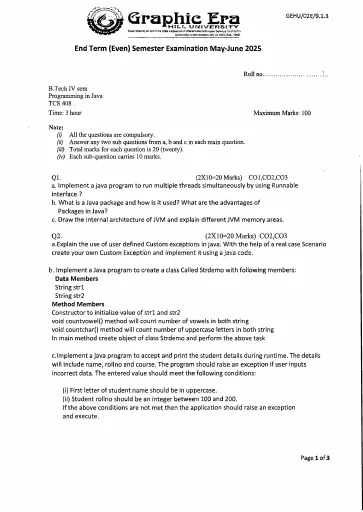 GEHU/02E/9.1.3
Graphic Era
HILL UNIVERSITY
End Term (Even) Semester Examination May-June 2025
Roll no.
B.Tech IV sem
Programming in Java
TCS 408
Time: 3 hour Maximum Marks: 100
Note:
(i) All the questions are compulsory.
(ii) Answer any two sub questions from a, b and c in each main question.
(iii) Total marks for each question is 20 (twenty).
(iv) Each sub-question carries 10 marks.
Q1. (2X10=20 Marks) CO1,CO2,CO3
a. Implement a java program to run multiple threads simultaneously by using Runnable
interface.?
b. What is a Java package and how is it used? What are the advantages of
Packages in Java?
c. Draw the internal architecture of JVM and explain different JVM memory areas.
Q2. (2X10=20 Marks) CO2,CO3
a.Explain the use of user defined Custom exceptions in java. With the help of a real case Scenario
create your own Custom Exception and implement it using a java code.
b. Implement a Java program to create a class Called Strdemo with following members:
Data Members
String str1
String str2
Method Members
Constructor to initialize value of str1 and str2
void countvowel() method will count number of vowels in both string
void countchar() method will count number of uppercase letters in both string
In main method create object of class Strdemo and perform the above task
c.Implement a java program to accept and print the student details during runtime. The details
will include name, rollno and course. The program should raise an exception if user inputs
incorrect data. The entered value should meet the following conditions:
(i) First letter of student name should be in uppercase.
(ii) Student rollno should be an integer between 100 and 200.
If the above conditions are not met then the application should raise an exception
and execute.
Page 1 of 3